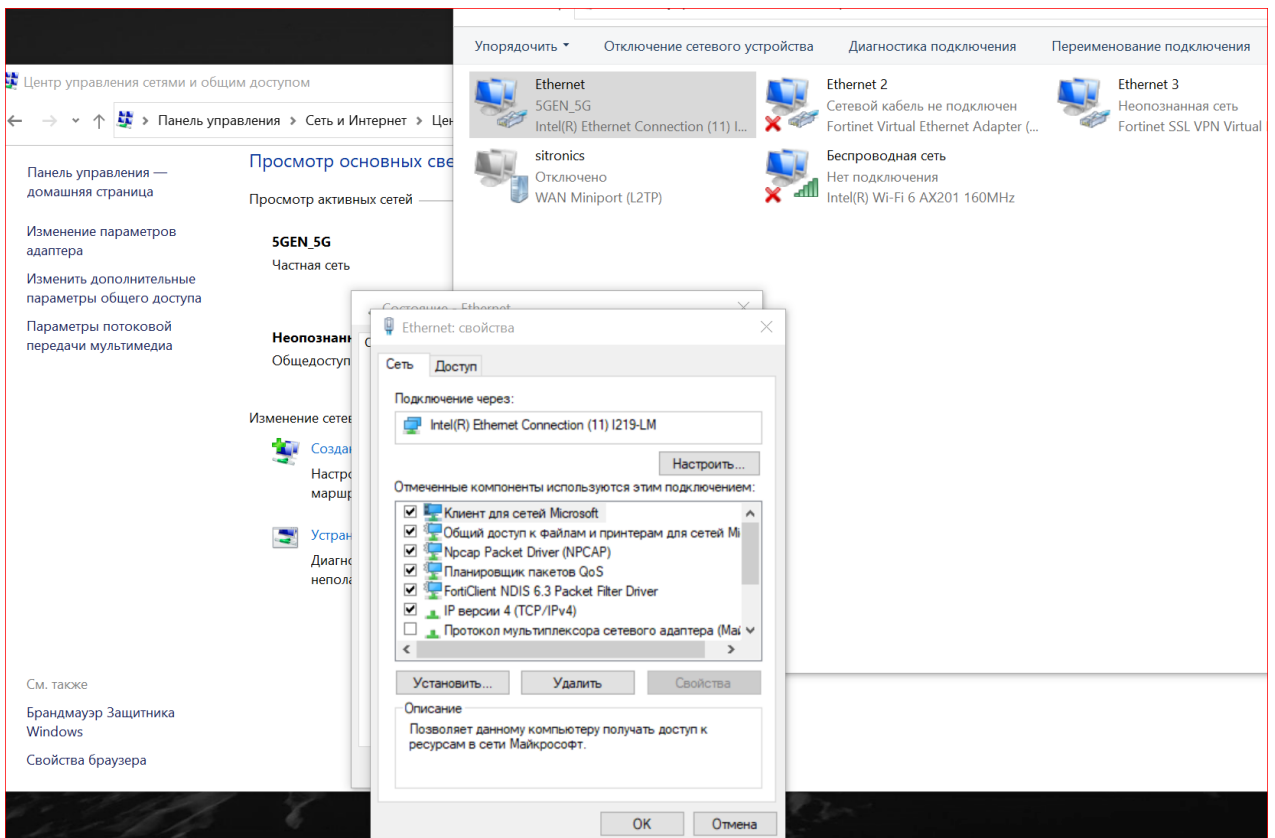 Упорядочить
Отключение сетевого устройства
Диагностика подключения
Переименование подключения
Ethernet
5GEN_5G
Intel(R) Ethernet Connection (11) I...
Ethernet 2
Сетевой кабель не подключен
Fortinet Virtual Ethernet Adapter (...
Ethernet 3
Неопознанная сеть
Fortinet SSL VPN Virtual
sitronics
Отключено
WAN Miniport (L2TP)
Беспроводная сеть
Нет подключения
Intel(R) Wi-Fi 6 AX201 160MHz
Центр управления сетями и общим доступом
Панель управления > Сеть и Интернет > Цен
Панель управления —
домашняя страница
Изменение параметров
адаптера
Изменить дополнительные
параметры общего доступа
Параметры потоковой
передачи мультимедиа
См. также
Брандмауэр Защитника
Windows
Свойства браузера
Просмотр основных све
Просмотр активных сетей
5GEN_5G
Частная сеть
Неопознанн
Общедоступ
Изменение сетев
Создан
Настро
маршр
Устран
Диагно
непола
Состояние - Ethernet
Ethernet: свойства
Сеть
Доступ
Подключение через:
Intel(R) Ethernet Connection (11) I219-LM
Настроить...
Отмеченные компоненты используются этим подключением:
Клиент для сетей Microsoft
Общий доступ к файлам и принтерам для сетей Mi
Npcap Packet Driver (NPCAP)
Планировщик пакетов QoS
FortiClient NDIS 6.3 Packet Filter Driver
IP версии 4 (TCP/IPv4)
Протокол мультиплексора сетевого адаптера (Май
Установить...
Удалить
Свойства
Описание
Позволяет данному компьютеру получать доступ к
ресурсам в сети Майкрософт.
OK
Отмена